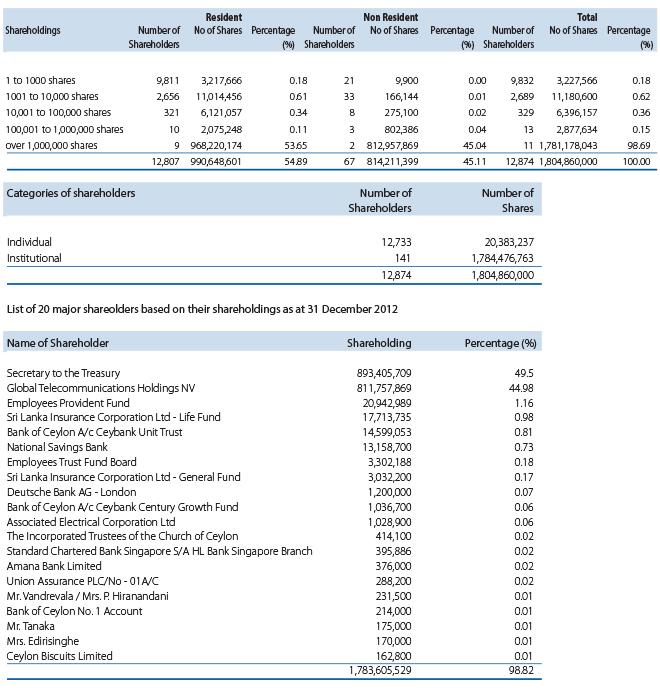 Resident Non Resident Total
Shareholdings Number of No of Shares Percentage Number of No of Shares Percentage Number of No of Shares Percentage
Shareholders (%) Shareholders (%) Shareholders (%)
1 to 1000 shares 9,811 3,217,666 0.18 21 9,900 0.00 9,832 3,227,566 0.18
1001 to 10,000 shares 2,656 11,014,456 0.61 33 166,144 0.01 2,689 11,180,600 0.62
10,001 to 100,000 shares 321 6,121,057 0.34 8 275,100 0.02 329 6,396,157 0.36
100,001 to 1,000,000 shares 10 2,075,248 0.11 3 802,386 0.04 13 2,877,634 0.15
over 1,000,000 shares 9 968,220,174 53.65 2 812,957,869 45.04 11 1,781,178,043 98.69
12,807 990,648,601 54.89 67 814,211,399 45.11 12,874 1,804,860,000 100.00
Categories of shareholders Number of Number of
Shareholders Shares
Individual 12,733 20,383,237
Institutional 141 1,784,476,763
12,874 1,804,860,000
List of 20 major shareolders based on their shareholdings as at 31 December 2012
Name of Shareholder Shareholding Percentage (%)
Secretary to the Treasury 893,405,709 49.5
Global Telecommunications Holdings NV 811,757,869 44.98
Employees Provident Fund 20,942,989 1.16
Sri Lanka Insurance Corporation Ltd - Life Fund 17,713,735 0.98
Bank of Ceylon A/c Ceybank Unit Trust 14,599,053 0.81
National Savings Bank 13,158,700 0.73
Employees Trust Fund Board 3,302,188 0.18
Sri Lanka Insurance Corporation Ltd - General Fund 3,032,200 0.17
Deutsche Bank AG - London 1,200,000 0.07
Bank of Ceylon A/c Ceybank Century Growth Fund 1,036,700 0.06
Associated Electrical Corporation Ltd 1,028,900 0.06
The Incorporated Trustees of the Church of Ceylon 414,100 0.02
Standard Chartered Bank Singapore S/A HL Bank Singapore Branch 395,886 0.02
Amana Bank Limited 376,000 0.02
Union Assurance PLC/No - 01A/C 288,200 0.02
Mr. Vandrevala / Mrs. P. Hiranandani 231,500 0.01
Bank of Ceylon No. 1 Account 214,000 0.01
Mr. Tanaka 175,000 0.01
Mrs. Edirisinghe 170,000 0.01
Ceylon Biscuits Limited 162,800 0.01
1,783,605,529 98.82